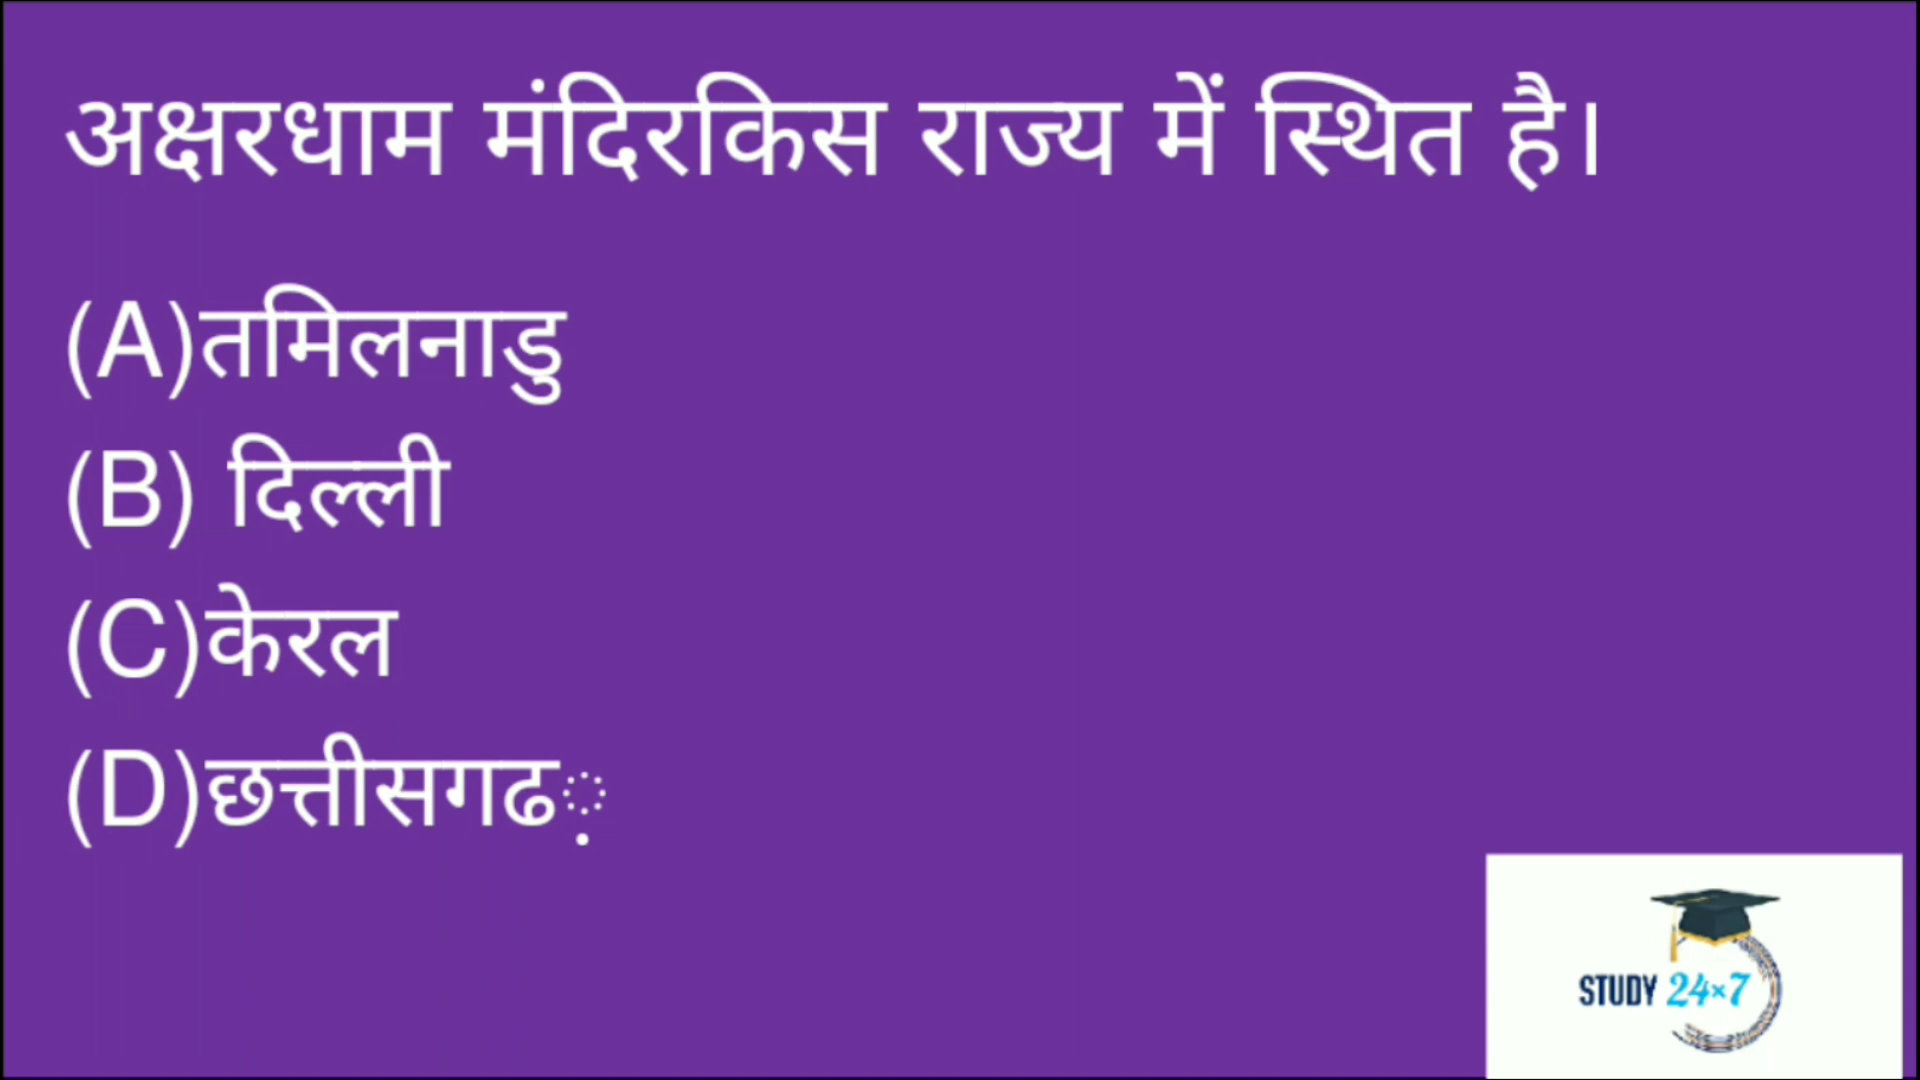 अक्षरधाम मंदिरकिस राज्य में स्थित है।
(A)तमिलनाडु
(B) दिल्ली
(C)केरल
(D)छत्तीसगढ़
STUDY 24×7